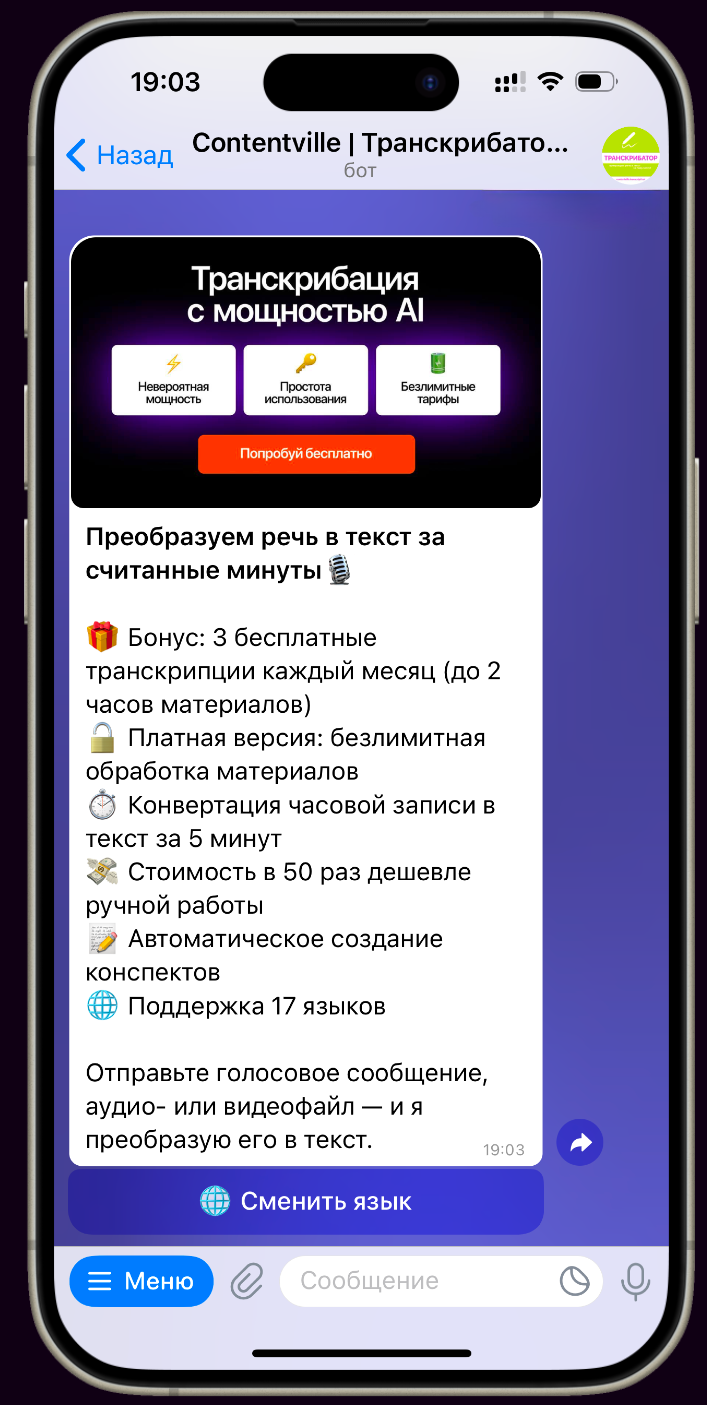 19:03
Назад
Contentville | Транскрибато...
бот
ТРАНСКРИБАТОР
Транскрибация
с мощностью AI
Невероятная
мощность
Простота
использования
Безлимитные
тарифы
Попробуй бесплатно
Преобразуем речь в текст за
считанные минуты🎙
🎁 Бонус: 3 бесплатные
транскрипции каждый месяц (до 2
часов материалов)
🔓 Платная версия: безлимитная
обработка материалов
⏱ Конвертация часовой записи в
текст за 5 минут
💸 Стоимость в 50 раз дешевле
ручной работы
📝 Автоматическое создание
конспектов
🌐 Поддержка 17 языков
Отправьте голосовое сообщение,
аудио- или видеофайл — и я
преобразую его в текст.
19:03
🌐 Сменить язык
Меню
Сообщение